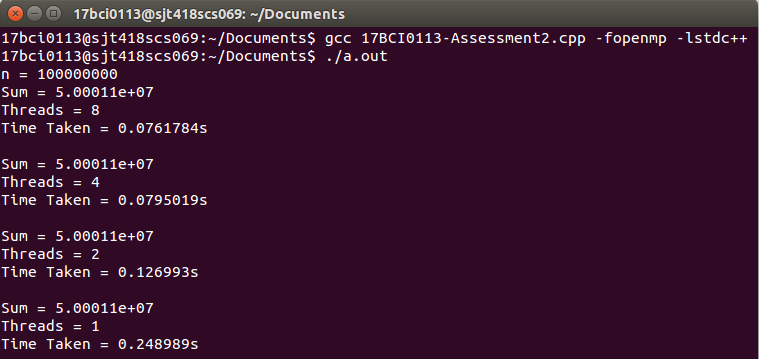 17bci0113@sjt418scs069: ~/Documents
17bci0113@sjt418scs069:~/Documents$ gcc 17BCI0113-Assessment2.cpp -fopenmp -lstdc++
17bci0113@sjt418scs069:~/Documents$ ./a.out
n = 100000000
Sum = 5.00011e+07
Threads = 8
Time Taken = 0.0761784s
Sum = 5.00011e+07
Threads = 4
Time Taken = 0.0795019s
Sum = 5.00011e+07
Threads = 2
Time Taken = 0.126993s
Sum = 5.00011e+07
Threads = 1
Time Taken = 0.248989s